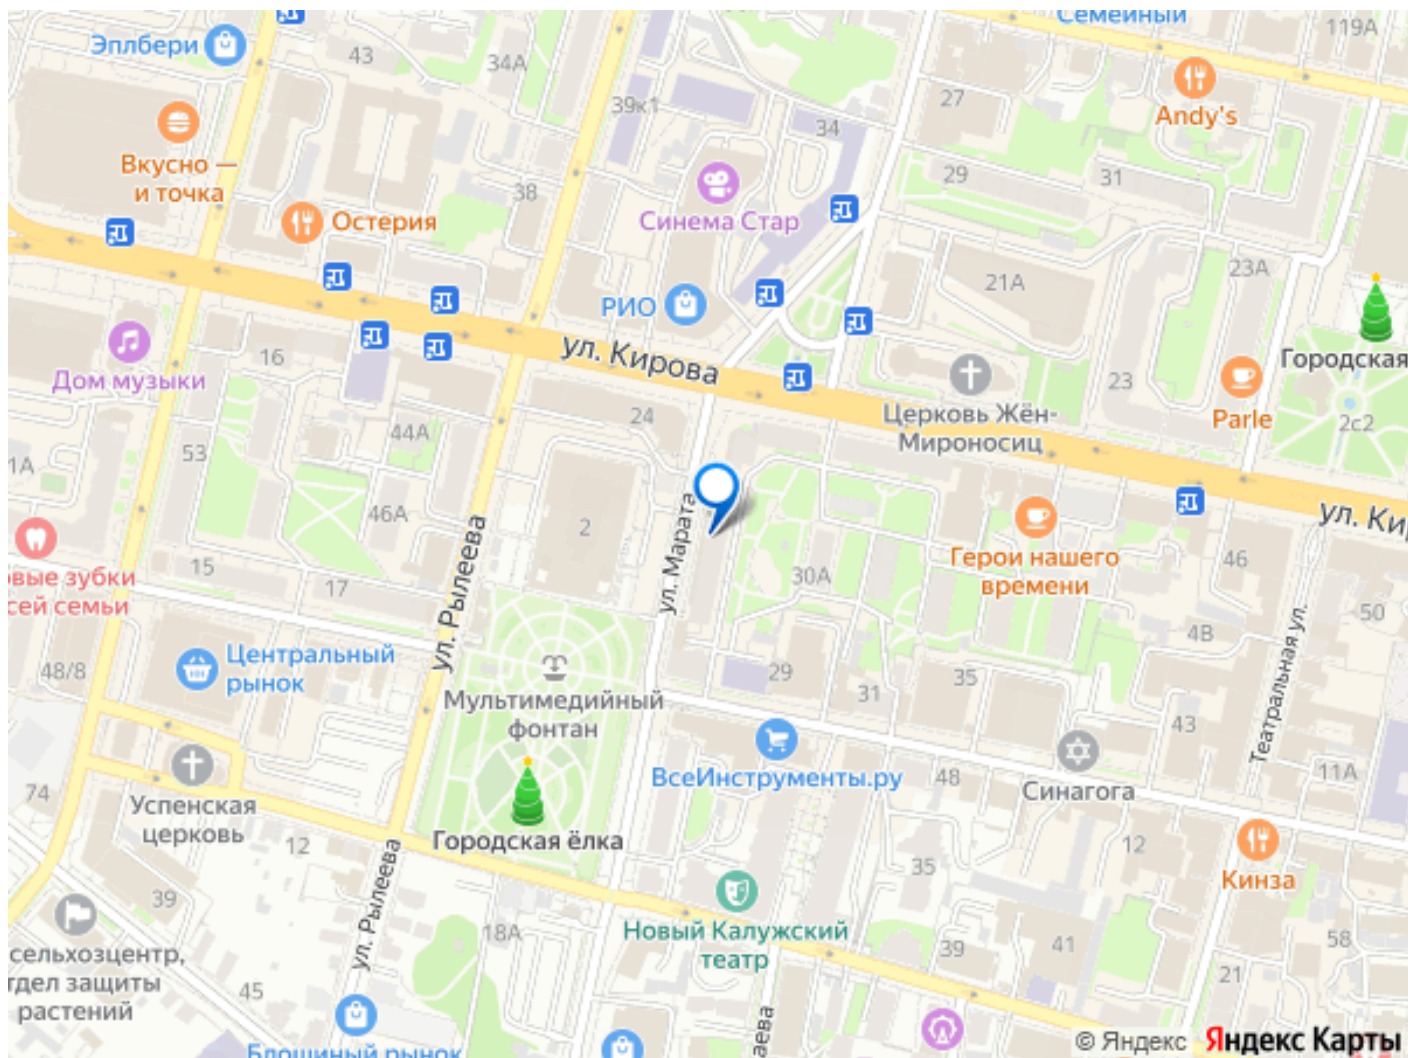 Семейный
119А
Эплбери
43
34А
39к1
34
27
Andy's
Вкусно —
и точка
38
Остерия
Синема Стар
29
31
21А
23А
РИО
ул. Кирова
Городская
16
Дом музыки
24
44А
53
1А
Церковь Жён-
Мироносиц
23
Parle
2с2
46А
2
ул. Марата
ул. Рылеева
15
17
30А
Герои нашего
времени
46
ул. Ки
овые зубки
сей семьи
50
4В
48/8
Центральный
рынок
Мультимедийный
фонтан
29
31
35
43
Театральная ул.
74
Успенская
церковь
12
ВсеИнструменты.ру
48
Синагога
11А
Городская ёлка
35
12
Кинза
39
ул. Рылеева
18А
Новый Калужский
театр
39
41
58
21
сельхозцентр,
тдел защиты
растений
45
Блошиный рынок
аева
© Яндекс Яндекс Карты